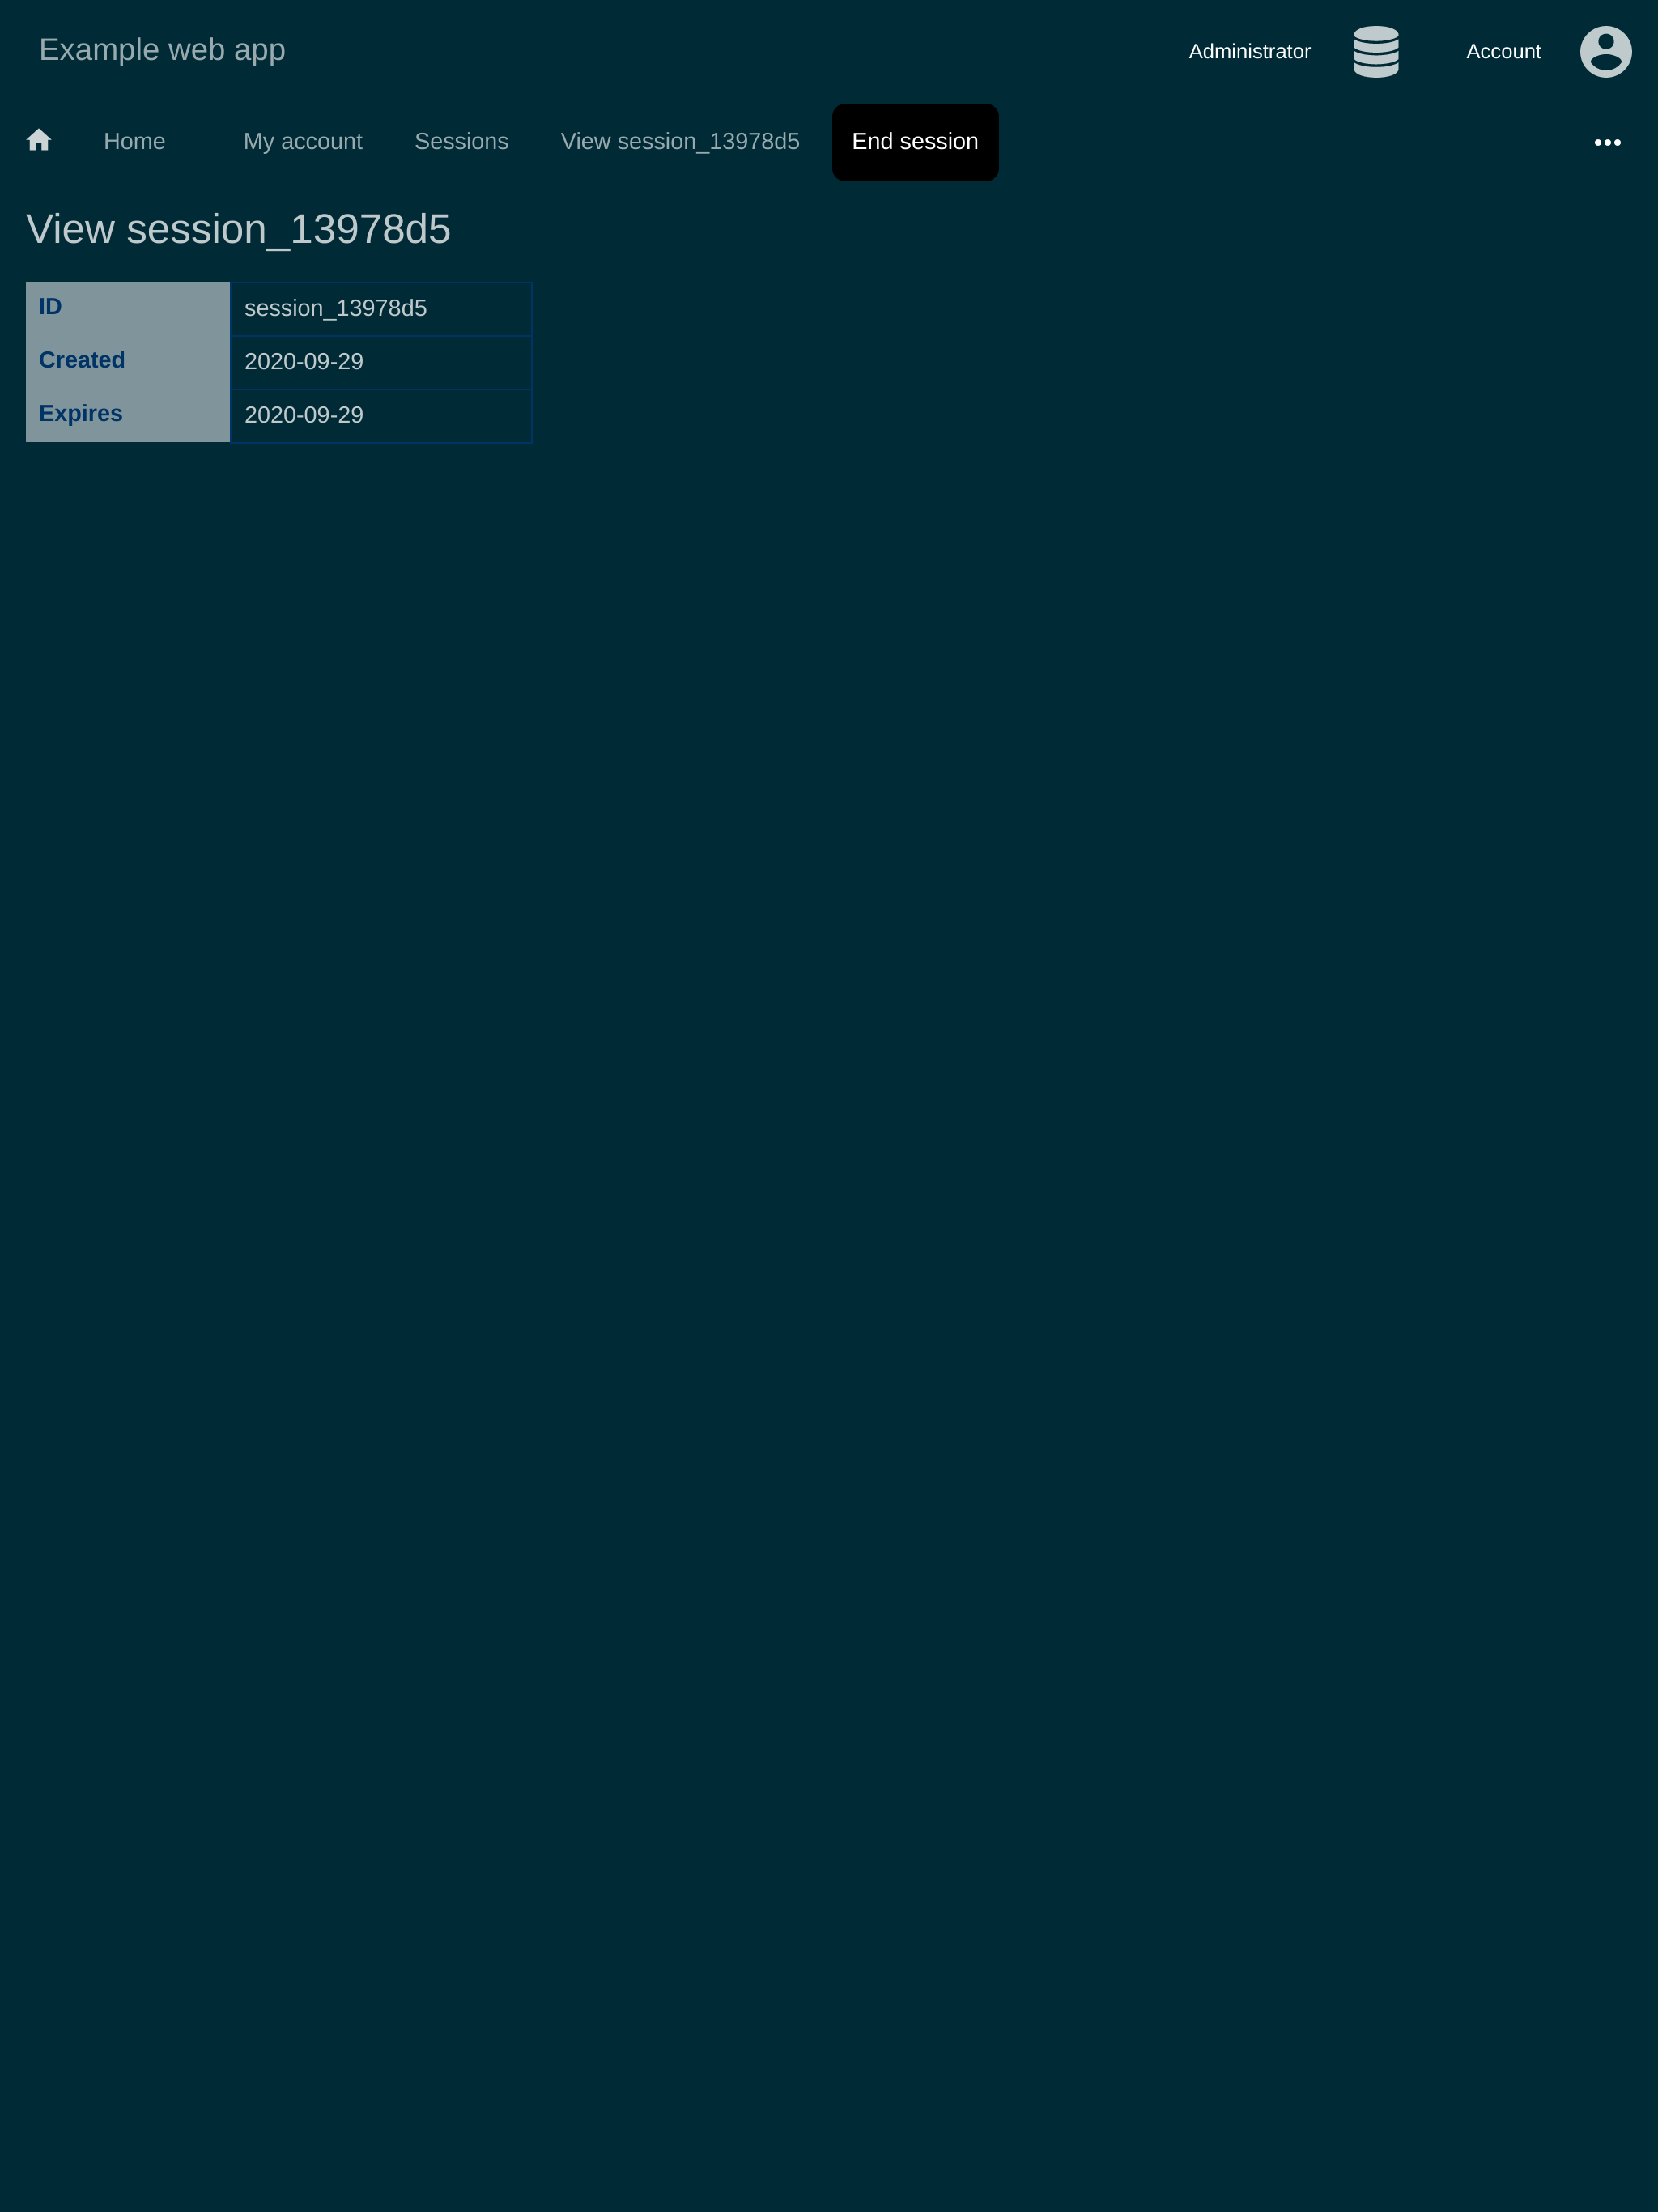 Example web app
Administrator
Account
Home
My account
Sessions
View session_13978d5
End session
View session_13978d5
ID session_13978d5
Created 2020-09-29
Expires 2020-09-29